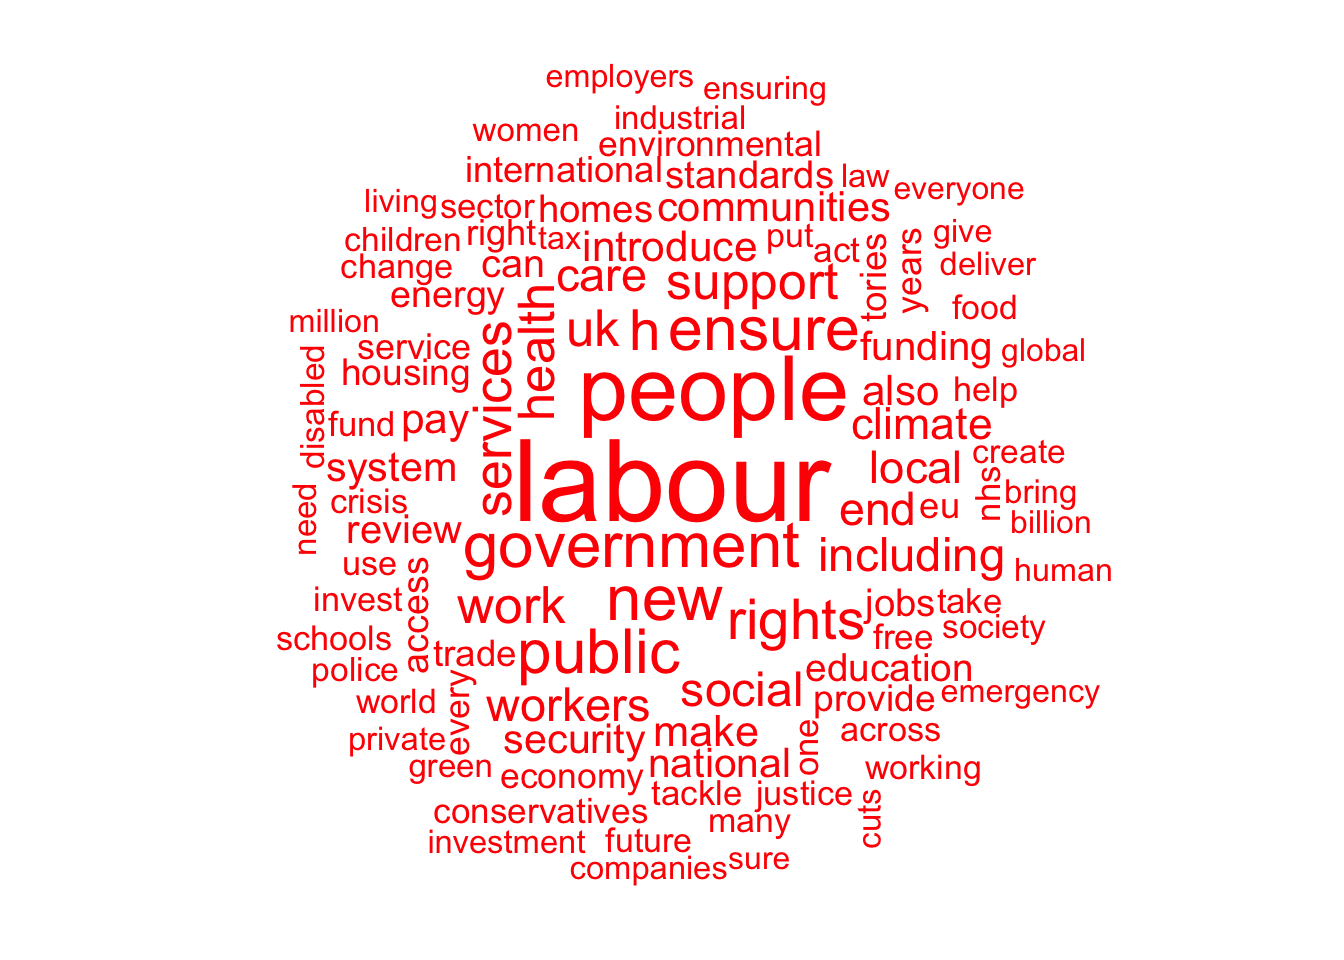 employers
ensuring
industrial
women
environmental
international
standards
law
everyone
living
sector
homes
communities
children
right
tax
introduce
put
act
tories
years
give
change
can
care
support
deliver
energy
health
food
million
services
uk
h
ensure
service
funding
global
housing
people
disabled
also
help
fund
pay
climate
system
labour
local
create
crisis
nhs
bring
need
review
end
eu
billion
use
government
including
human
invest
access
work
new
rights
jobs
take
schools
free
society
police
trade
public
education
world
every
workers
social
provide
emergency
private
security
make
one
across
green
economy
national
working
conservatives
tackle
justice
cuts
investment
future
many
companies
sure